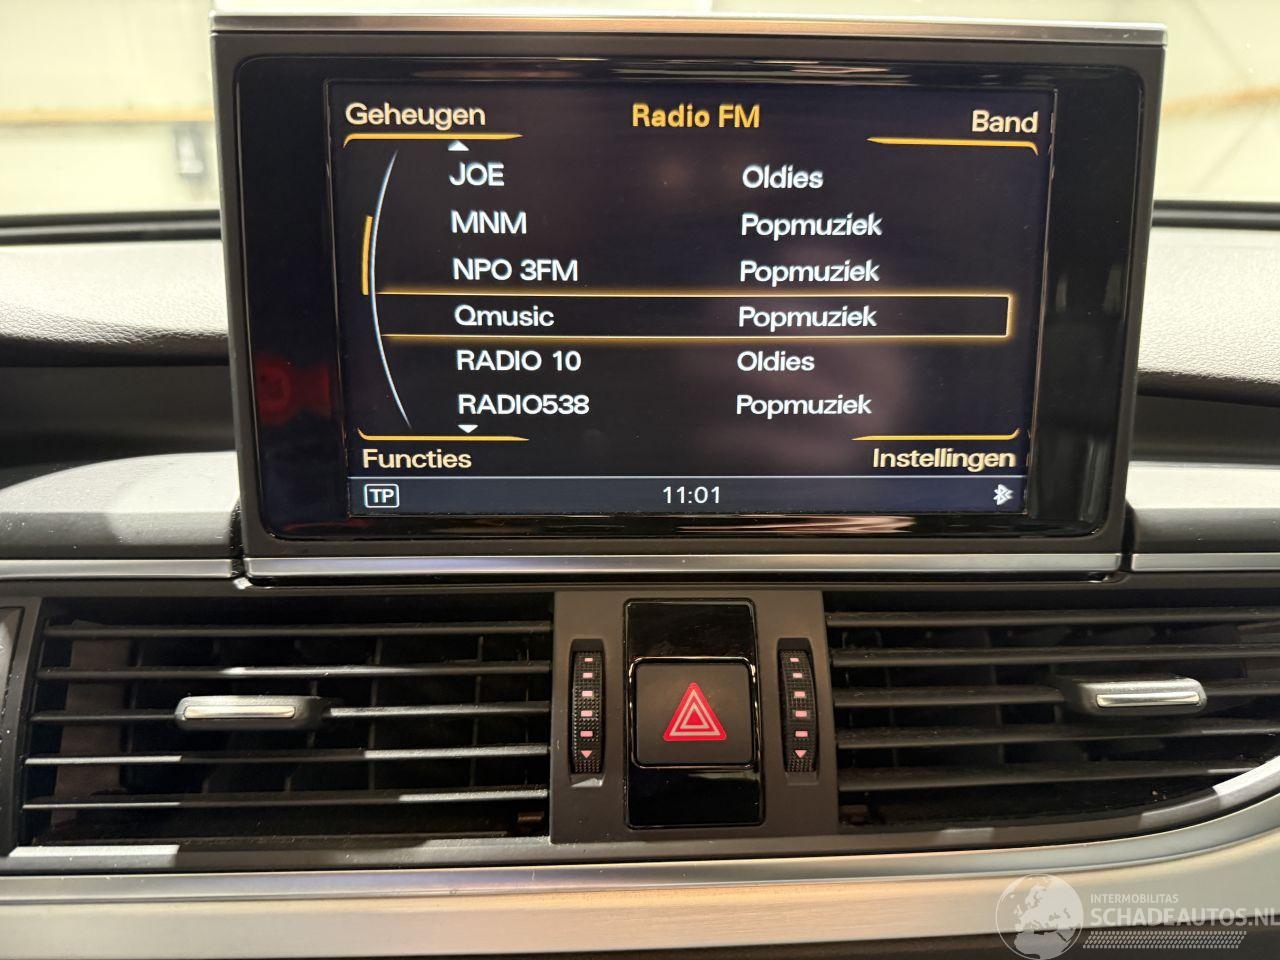 Geheugen Radio FM Band
JOE Oldies
MNM Popmuziek
NPO 3FM Popmuziek
Qmusic Popmuziek
RADIO 10 Oldies
RADIO538 Popmuziek
Functies Instellingen
TP 11:01
INTERMOBILITAS
SCHADEAUTOS.NL